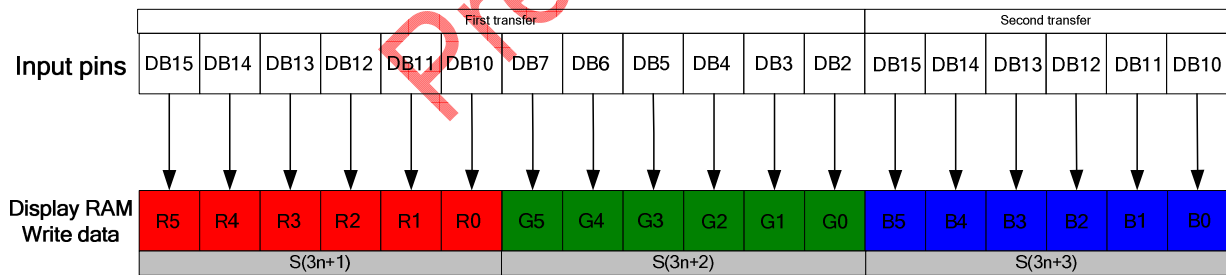 First transfer Second transfer
Input pins DB15 DB14 DB13 DB12 DB11 DB10 DB7 DB6 DB5 DB4 DB3 DB2 DB15 DB14 DB13 DB12 DB11 DB10
Display RAM
Write data
R5 R4 R3 R2 R1 R0 G5 G4 G3 G2 G1 G0 B5 B4 B3 B2 B1 B0
S(3n+1) S(3n+2) S(3n+3)
Pre